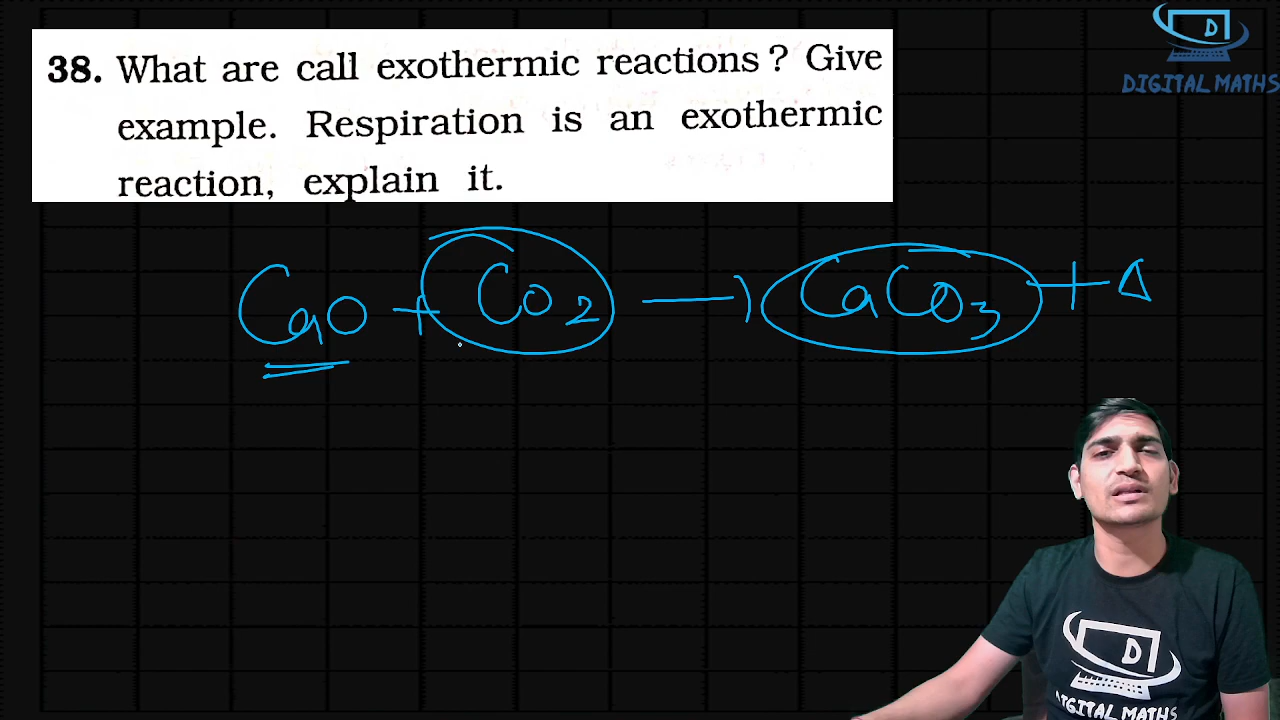 D
DIGITAL MATHS
38. What are call exothermic reactions ? Give
example. Respiration is an exothermic
reaction, explain it.
CaO + CO2 → CaCO3 + Δ
D
DIGITAL MATHS